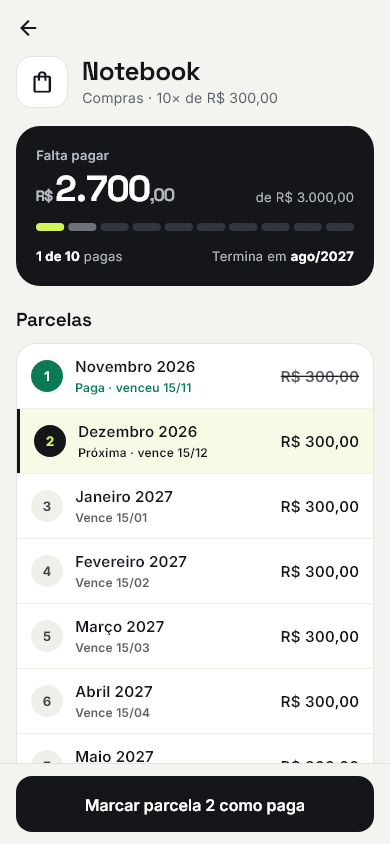 Notebook
Compras · 10× de R$ 300,00
Falta pagar
R$ 2.700,00
de R$ 3.000,00
1 de 10 pagas
Termina em ago/2027
Parcelas
1
Novembro 2026
Paga · venceu 15/11
R$ 300,00
2
Dezembro 2026
Próxima · vence 15/12
R$ 300,00
3
Janeiro 2027
Vence 15/01
R$ 300,00
4
Fevereiro 2027
Vence 15/02
R$ 300,00
5
Março 2027
Vence 15/03
R$ 300,00
6
Abril 2027
Vence 15/04
R$ 300,00
Maio 2027
Marcar parcela 2 como paga